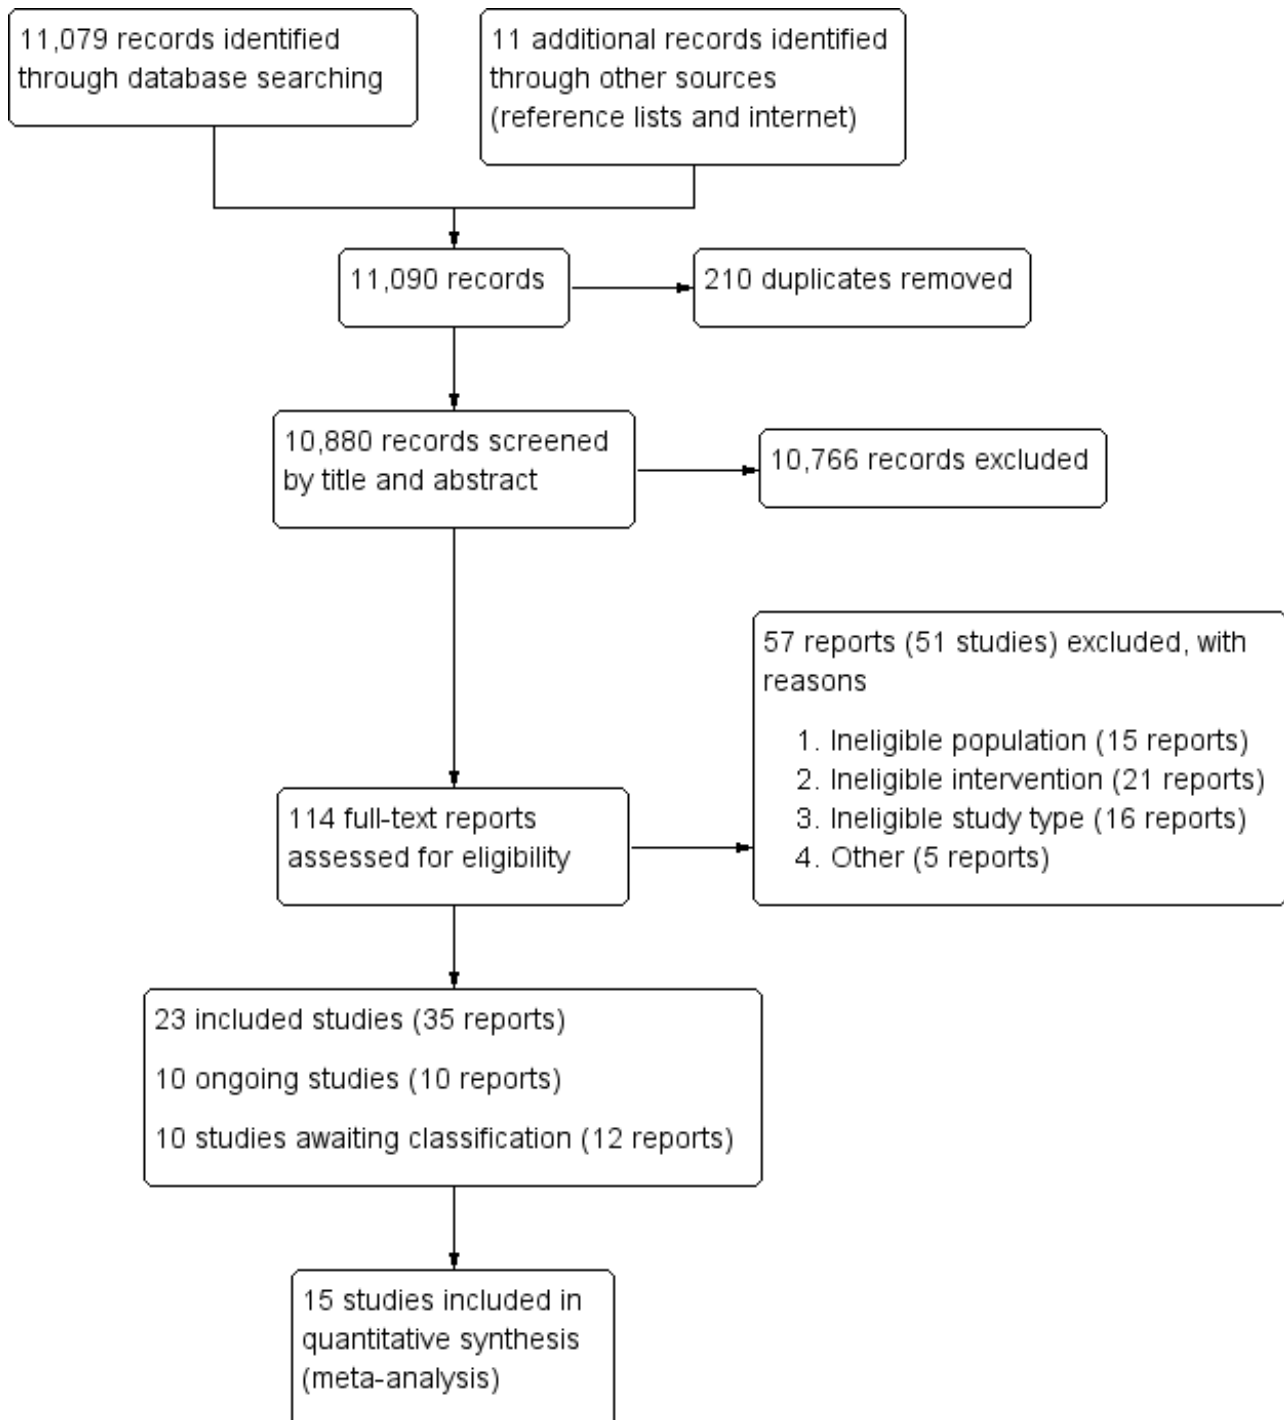 11,079 records identified
through database searching
11 additional records identified
through other sources
(reference lists and internet)
11,090 records
210 duplicates removed
10,880 records screened
by title and abstract
10,766 records excluded
57 reports (51 studies) excluded, with
reasons
1. Ineligible population (15 reports)
2. Ineligible intervention (21 reports)
3. Ineligible study type (16 reports)
4. Other (5 reports)
114 full-text reports
assessed for eligibility
23 included studies (35 reports)
10 ongoing studies (10 reports)
10 studies awaiting classification (12 reports)
15 studies included in
quantitative synthesis
(meta-analysis)